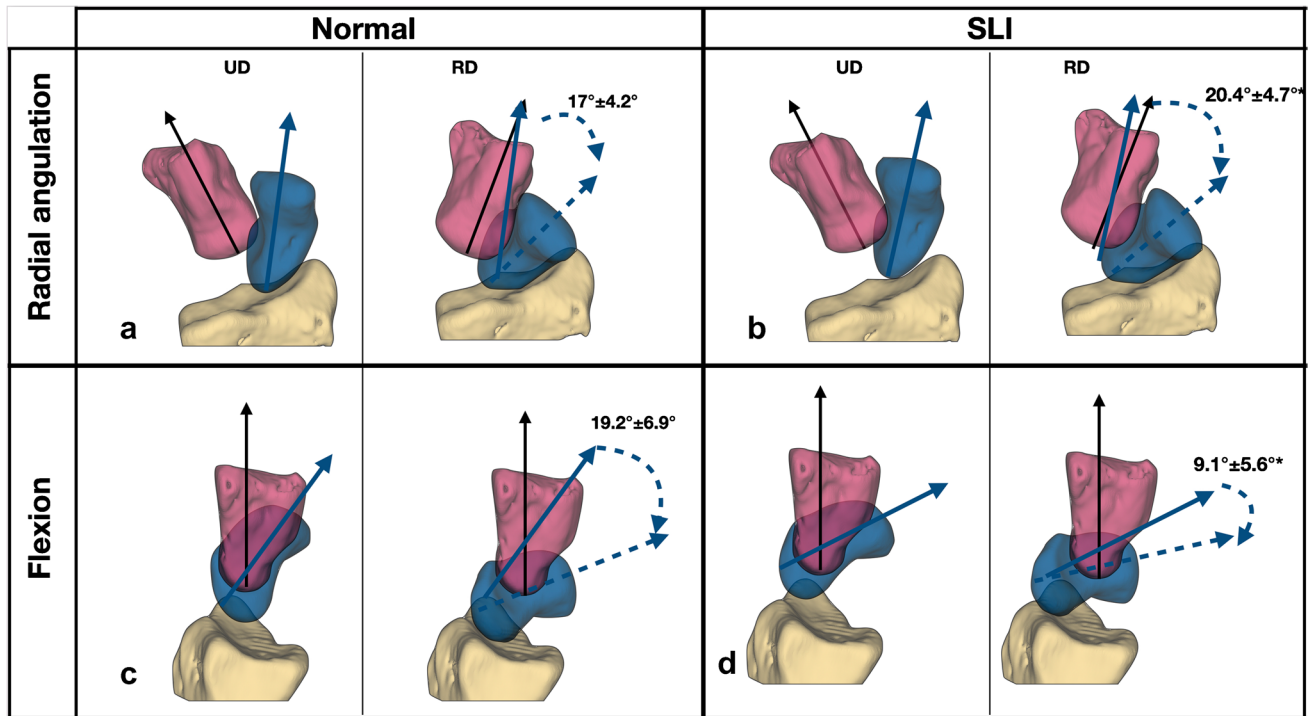 Normal
SLI
Radial angulation
UD
RD
17°±4.2°
UD
RD
20.4°±4.7°*
a
b
Flexion
19.2°±6.9°
9.1°±5.6°*
c
d